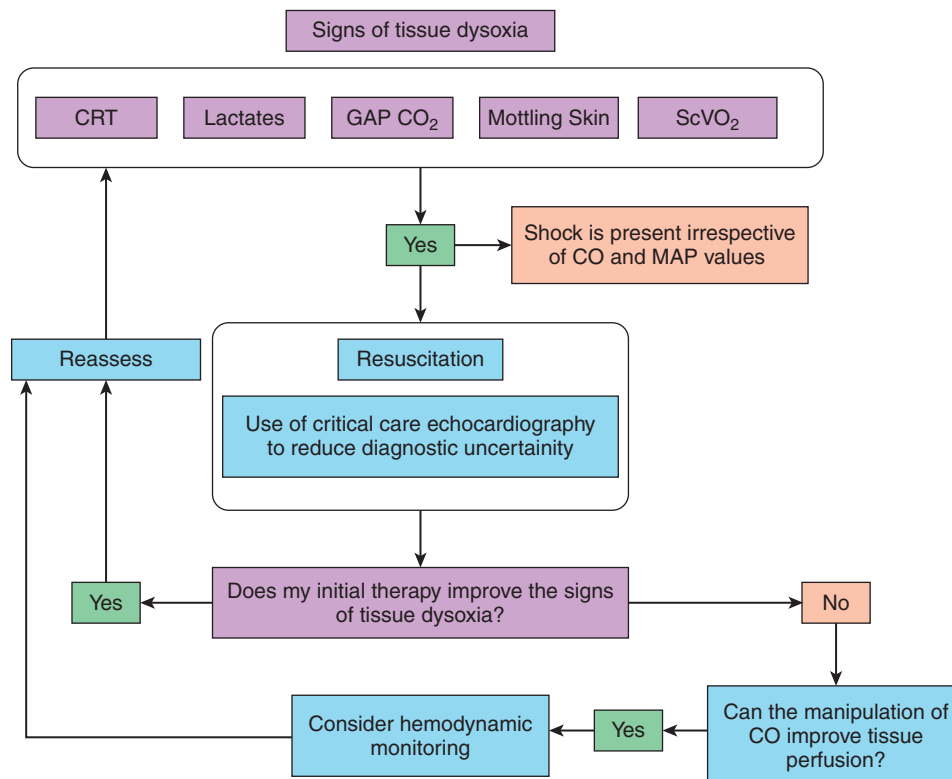 Signs of tissue dysoxia
CRT
Lactates
GAP CO₂
Mottling Skin
ScVO₂
Yes
Shock is present irrespective
of CO and MAP values
Reassess
Resuscitation
Use of critical care echocardiography
to reduce diagnostic uncertainity
Yes
Does my initial therapy improve the signs
of tissue dysoxia?
No
Consider hemodynamic
monitoring
Yes
Can the manipulation of
CO improve tissue
perfusion?